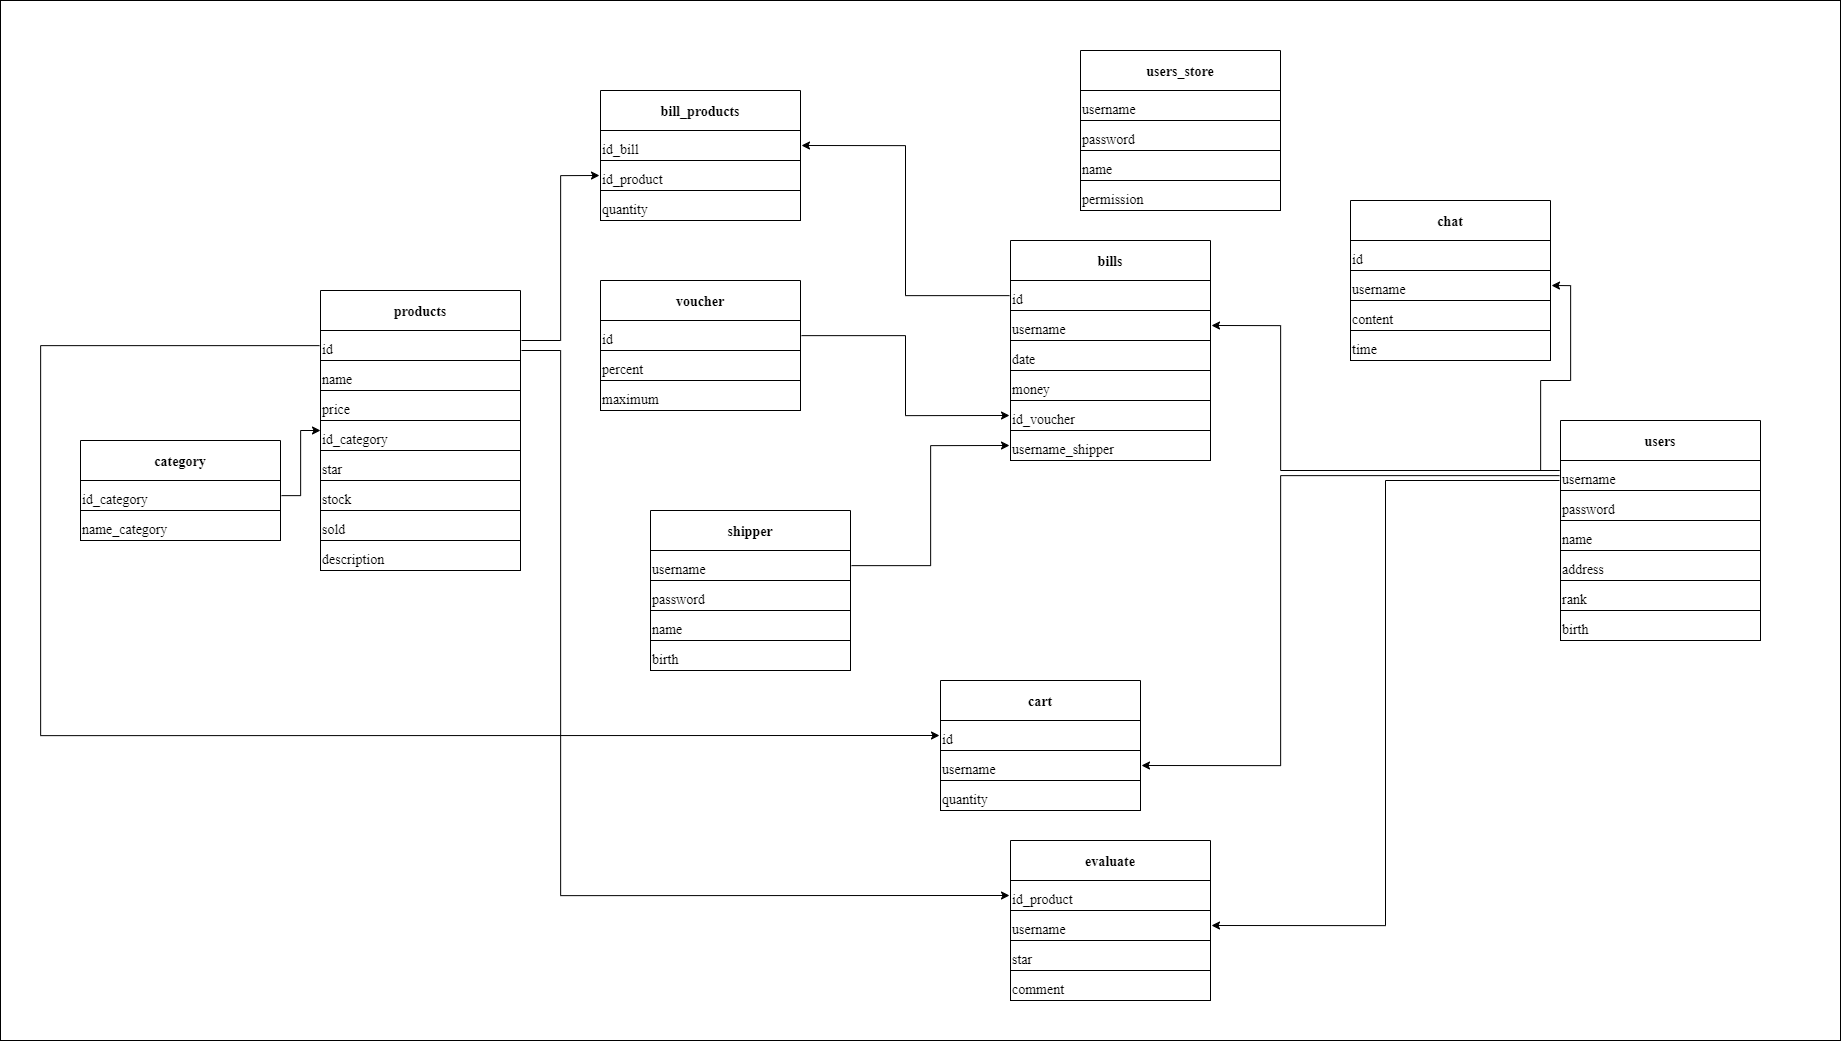 users_store
username
password
name
permission
bill_products
id_bill
id_product
quantity
chat
id
username
content
time
bills
id
username
date
money
id_voucher
username_shipper
voucher
id
percent
maximum
products
id
name
price
id_category
star
stock
sold
description
category
id_category
name_category
users
username
password
name
address
rank
birth
shipper
username
password
name
birth
cart
id
username
quantity
evaluate
id_product
username
star
comment